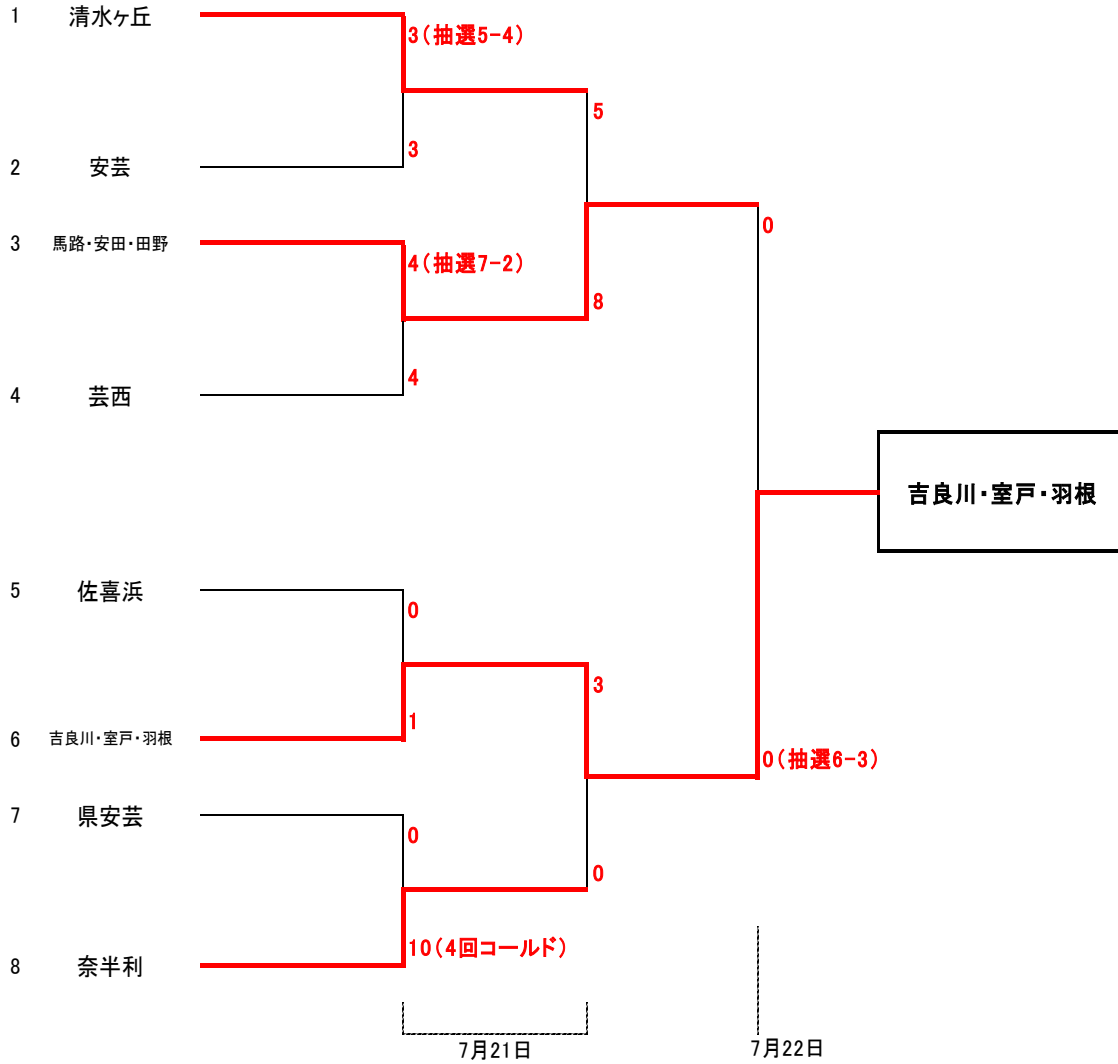 1 清水ヶ丘
3(抽選5-4)
5
3
2 安芸
0
3 馬路・安田・田野
4(抽選7-2)
8
4
4 芸西
吉良川・室戸・羽根
5 佐喜浜
0
3
1
6 吉良川・室戸・羽根
0(抽選6-3)
7 県安芸
0
0
10(4回コールド)
8 奈半利
7月21日
7月22日